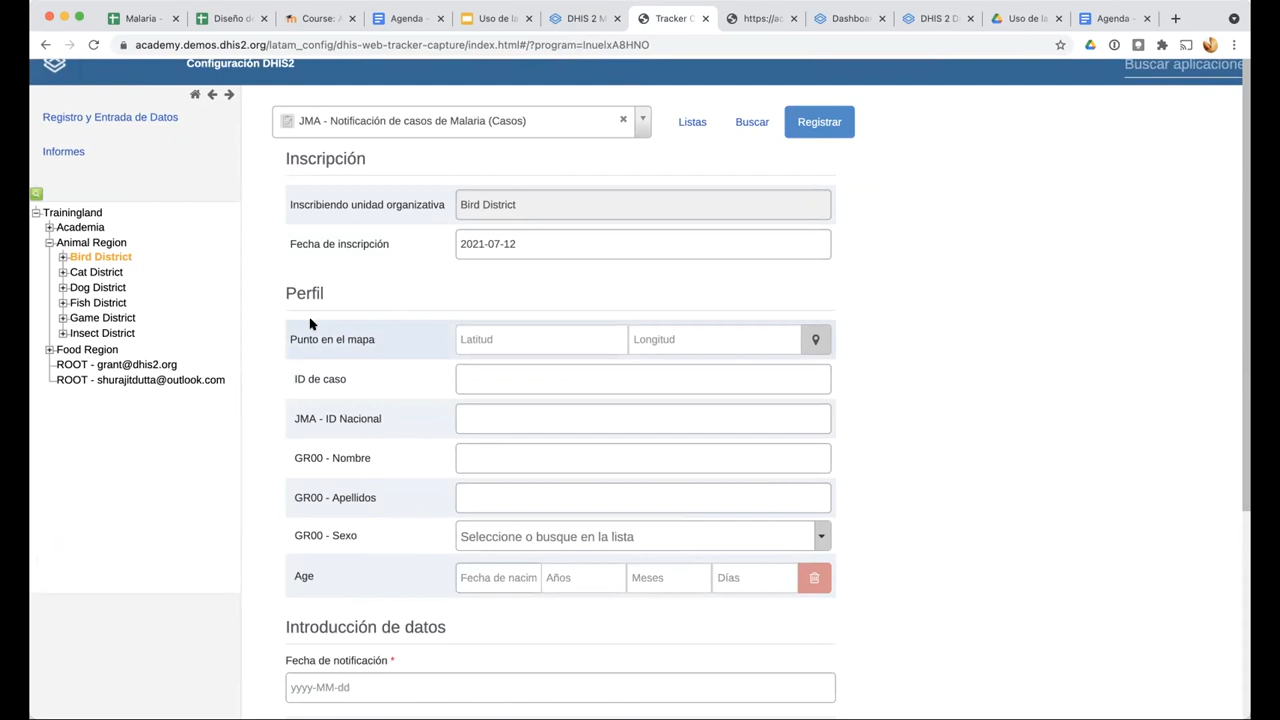 Malaria -
Diseño d
Course: A
Agenda -
Uso de la
DHIS 2 M
Tracker C
https://ac
Dashboa
DHIS 2 D
Uso de la
Agenda -
academy.demos.dhis2.org/latam_config/dhis-web-tracker-capture/index.html#/?program=InuelxA8HNO
Configuración DHIS2
Buscar aplicacione
Registro y Entrada de Datos
Informes
Trainingland
Academia
Animal Region
Bird District
Cat District
Dog District
Fish District
Game District
Insect District
Food Region
ROOT - grant@dhis2.org
ROOT - shurajitdutta@outlook.com
JMA - Notificación de casos de Malaria (Casos)
Listas
Buscar
Registrar
Inscripción
Inscribiendo unidad organizativa
Bird District
Fecha de inscripción
2021-07-12
Perfil
Punto en el mapa
Latitud
Longitud
ID de caso
JMA - ID Nacional
GR00 - Nombre
GR00 - Apellidos
GR00 - Sexo
Seleccione o busque en la lista
Age
Fecha de nacim
Años
Meses
Días
Introducción de datos
Fecha de notificación *
yyyy-MM-dd